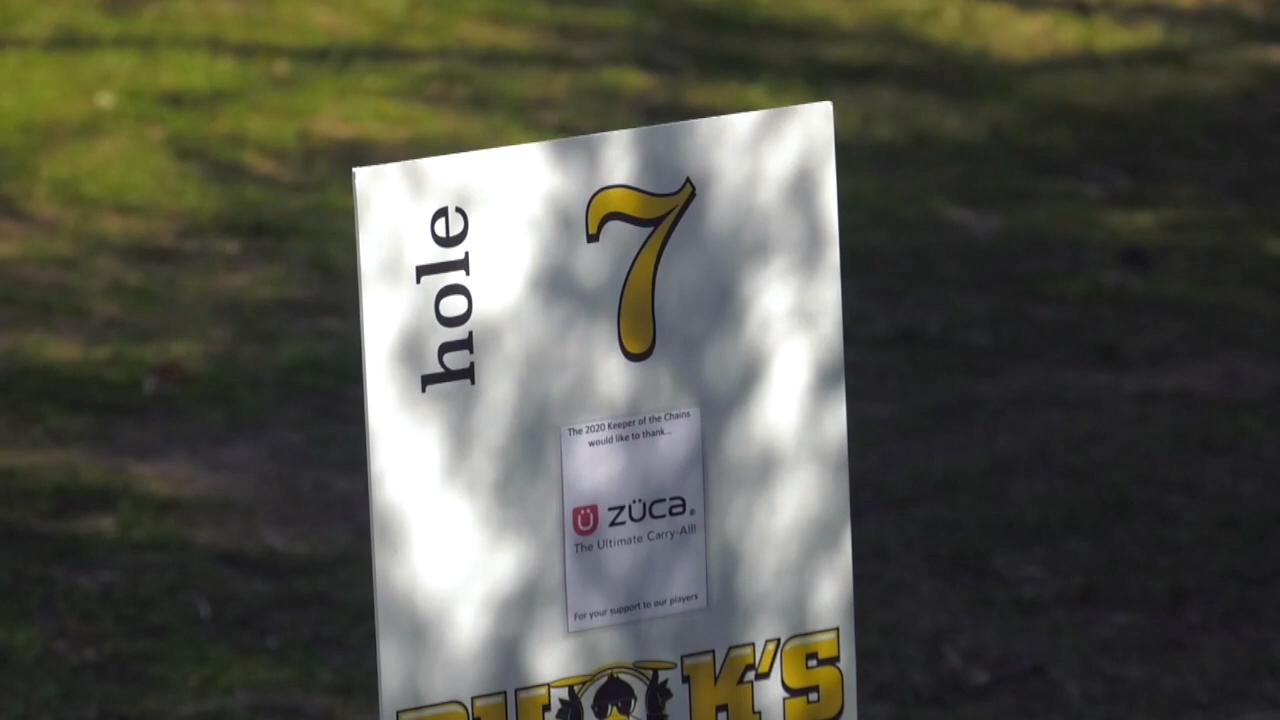 hole
7
The 2020 Keeper of the Chains
would like to thank...
Ü ZÜCA®
The Ultimate Carry-All!
For your support to our players